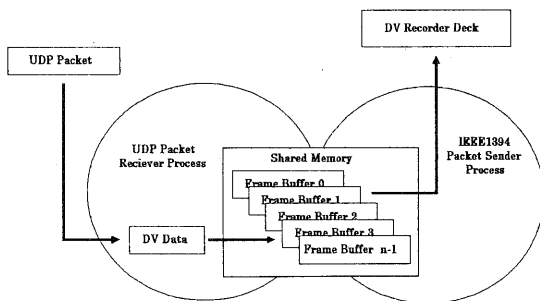 DV Recorder Deck
UDP Packet
UDP Packet
Reciever Process
IEEE1394
Packet Sender
Process
Shared Memory
Frame Buffer 0
Frame Buffer 1
Frame Buffer 2
Frame Buffer 3
Frame Buffer n-1
DV Data